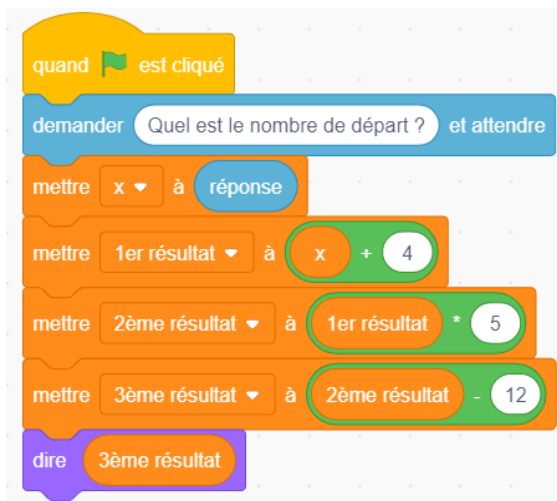 quand est cliqué
demander Quel est le nombre de départ ? et attendre
mettre x à réponse
mettre 1er résultat à x + 4
mettre 2ème résultat à 1er résultat * 5
mettre 3ème résultat à 2ème résultat - 12
dire 3ème résultat